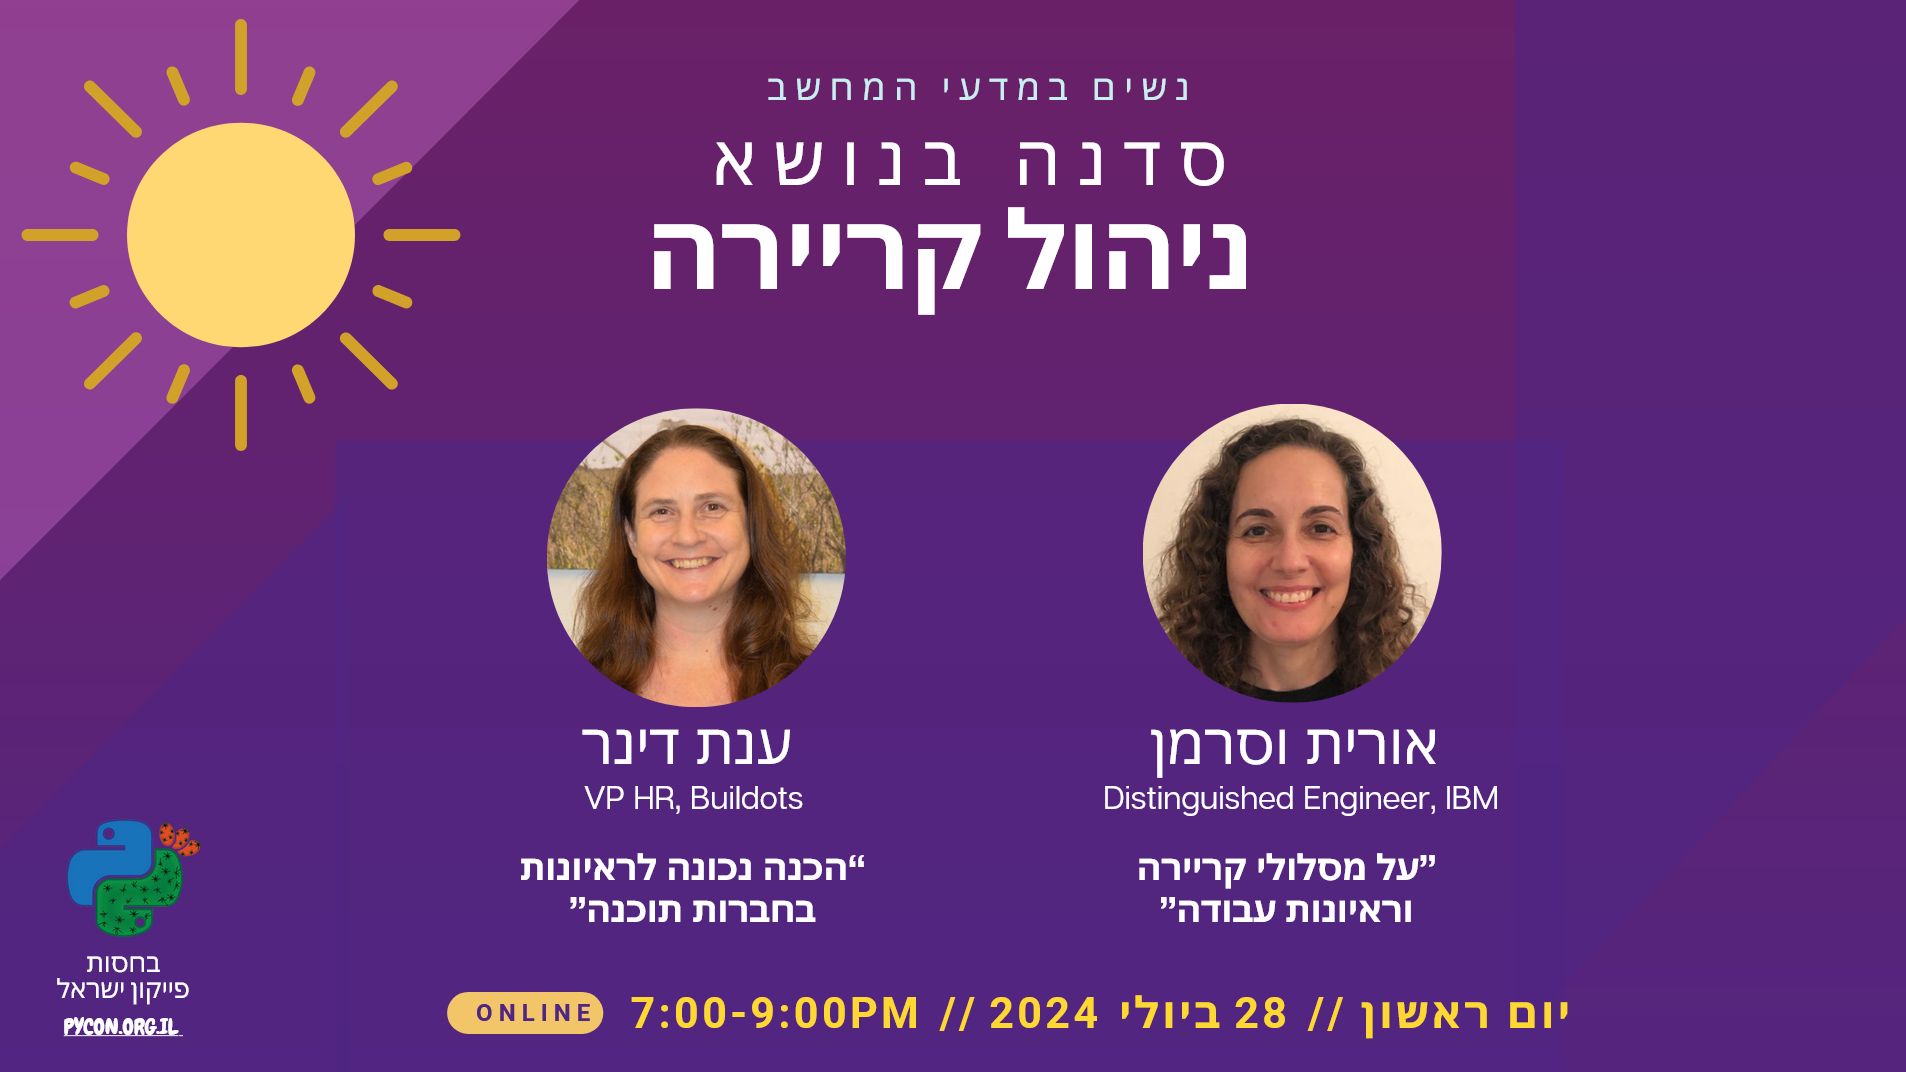 נשים במדעי המחשב
סדנה בנושא
ניהול קריירה
אורית וסרמן
Distinguished Engineer, IBM
”על מסלולי קריירה
וראיונות עבודה”
ענת דינר
VP HR, Buildots
“הכנה נכונה לראיונות
בחברות תוכנה”
יום ראשון // 28 ביולי 2024 // 7:00-9:00PM
ONLINE
בחסות
פייקון ישראל
PYCON.ORG.IL